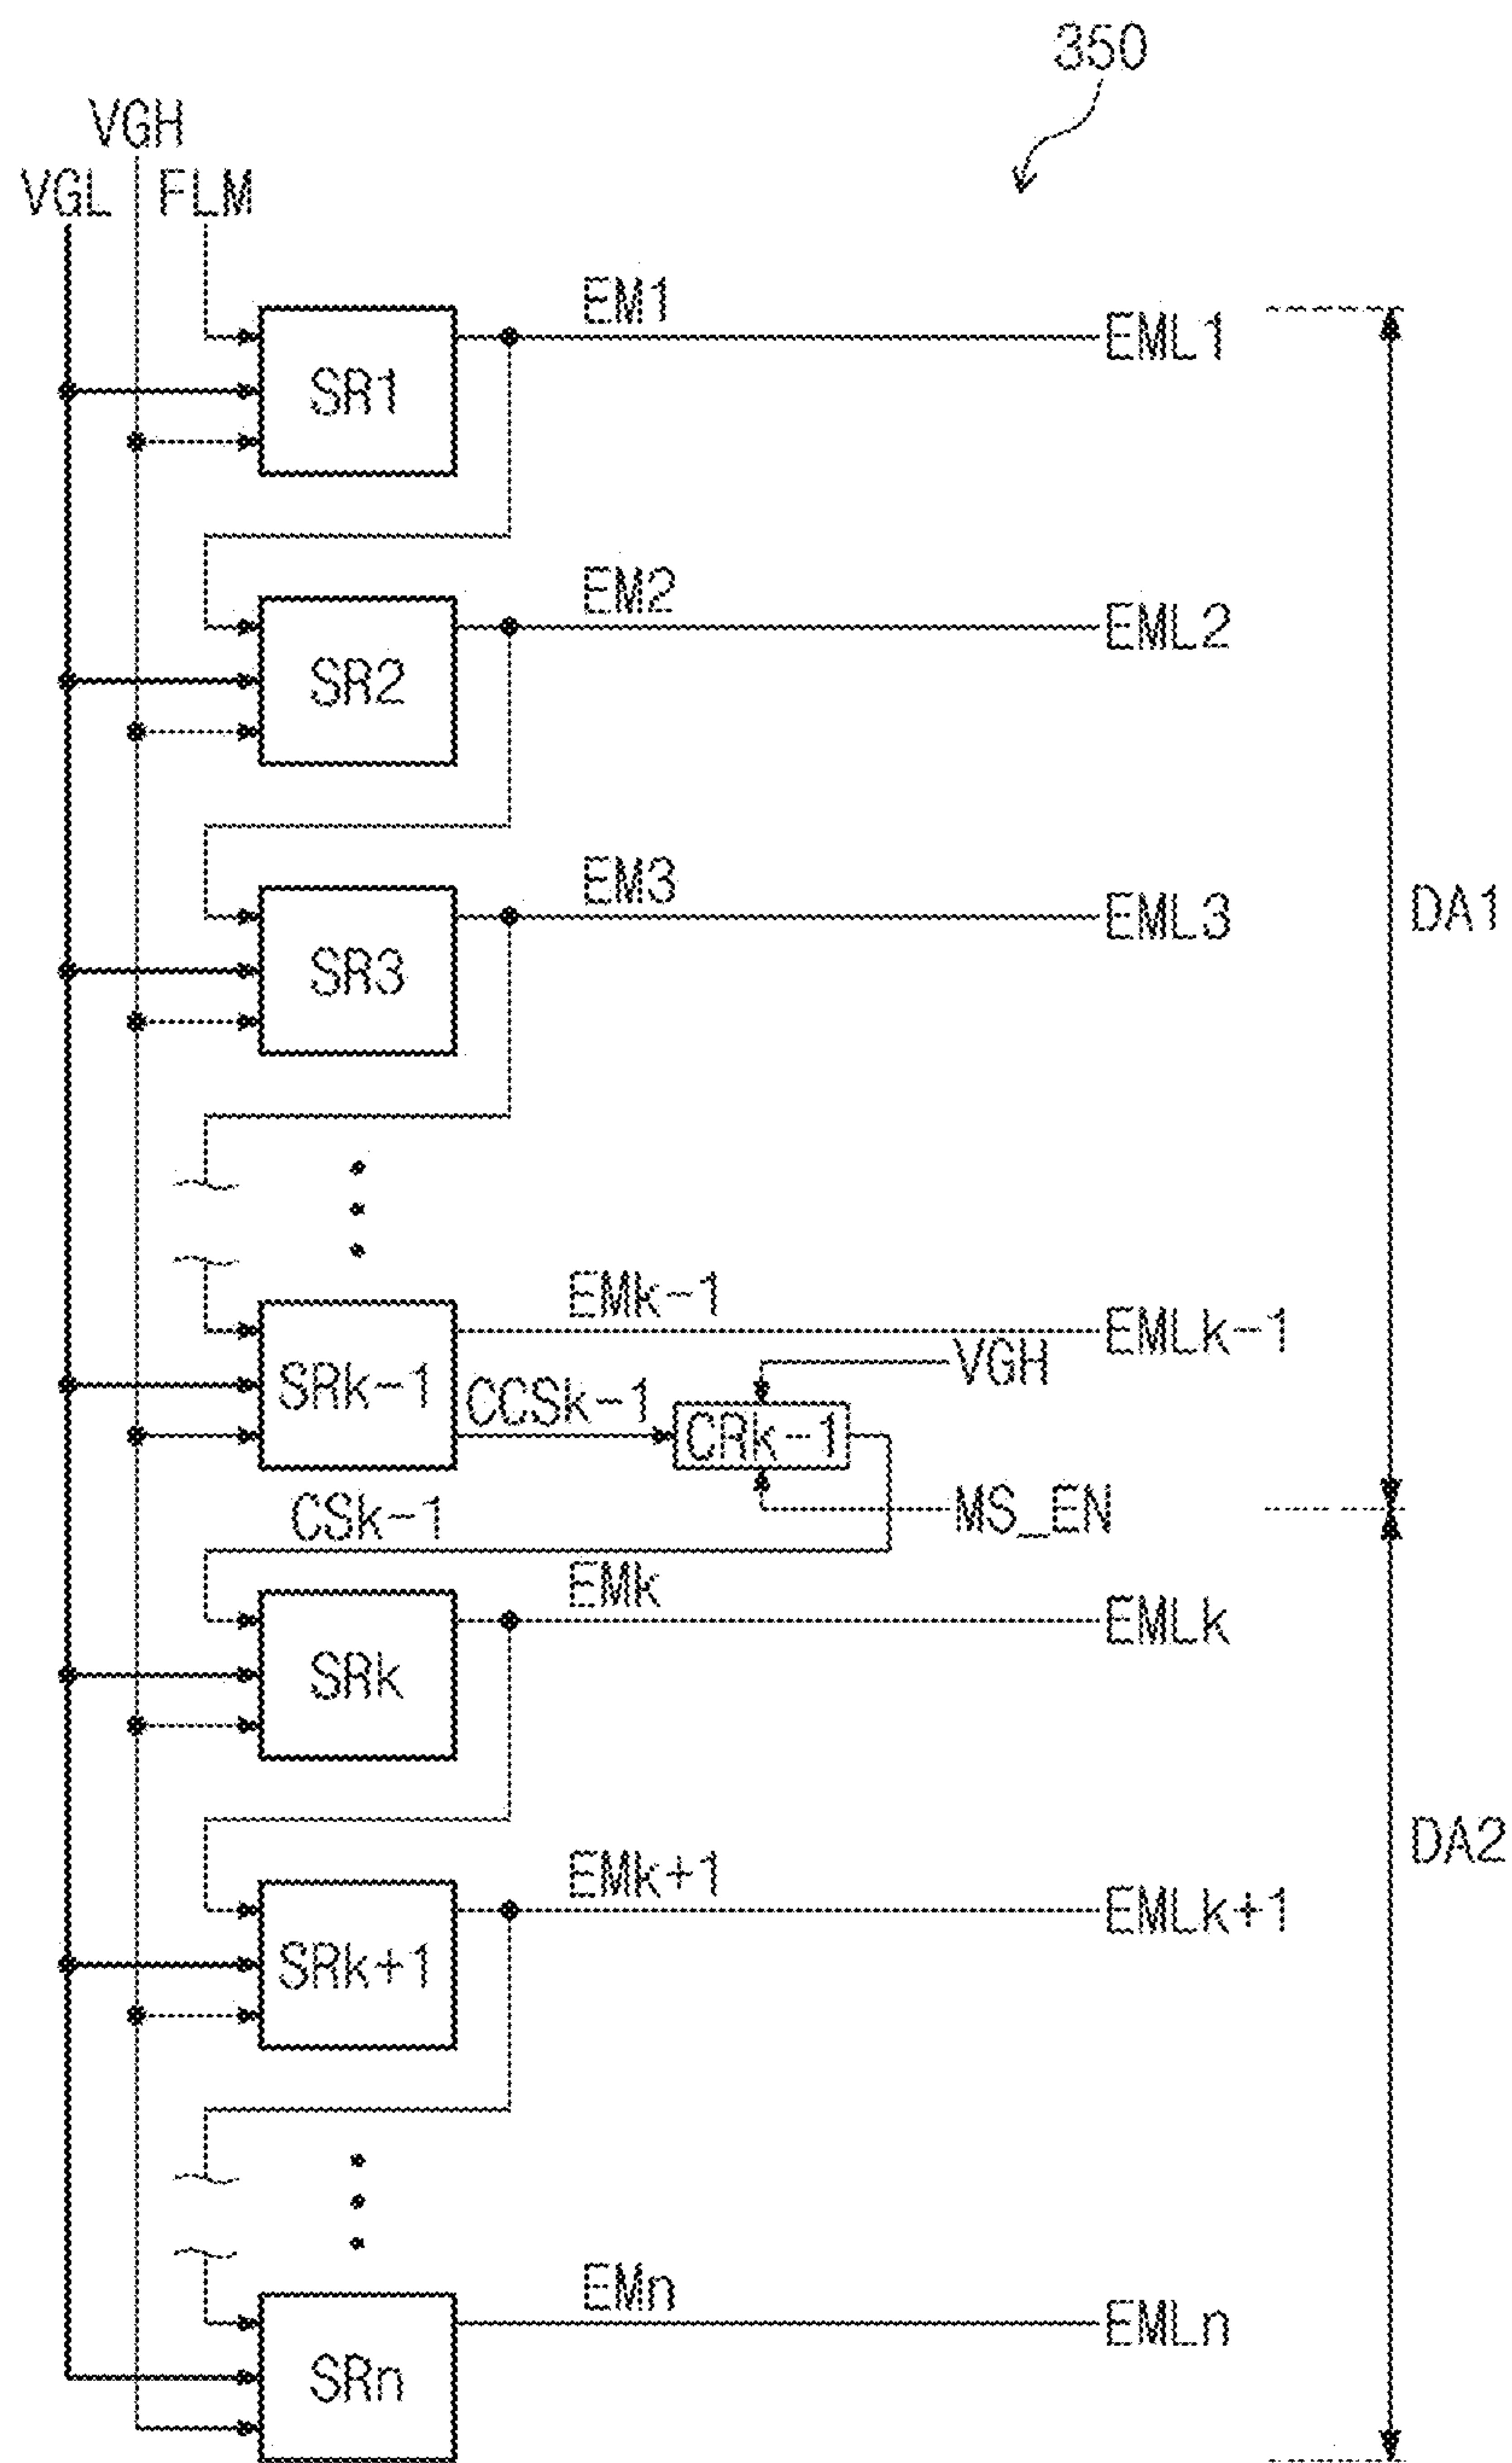 350
VGH
VGL FLM
EM1
EML1
SR1
EM2
EML2
SR2
EM3
EML3
DA1
SR3
EMk-1
EMLk-1
VGH
SRk-1
CCSk-1
CRk-1
CSk-1
MS_EN
EMk
EMLk
SRk
DA2
EMk+1
EMLk+1
SRk+1
EMn
EMLn
SRn